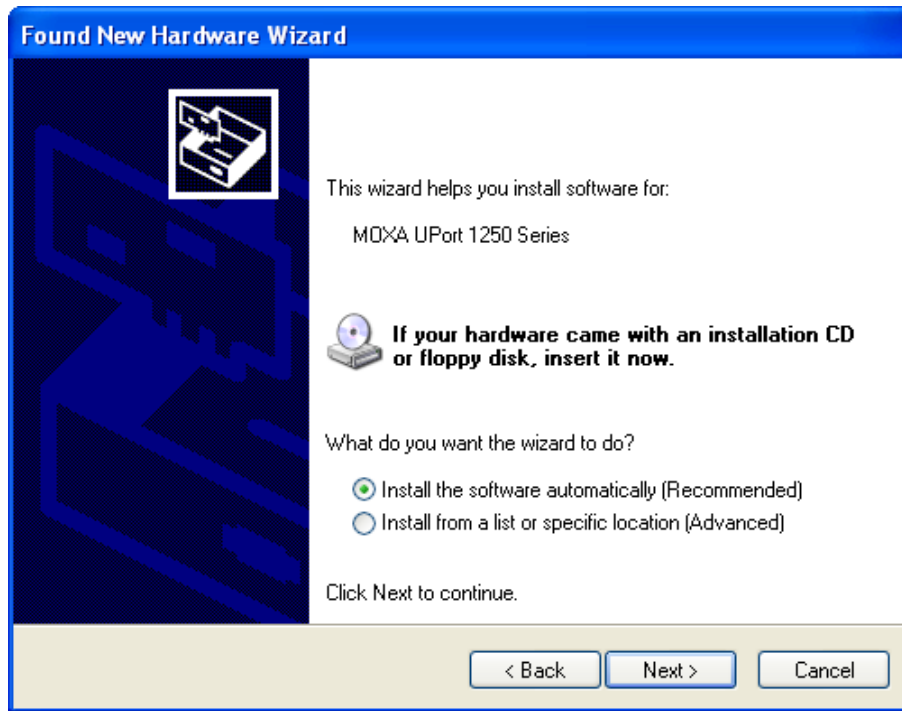 Found New Hardware Wizard
This wizard helps you install software for:
MOXA UPort 1250 Series
If your hardware came with an installation CD
or floppy disk, insert it now.
What do you want the wizard to do?
Install the software automatically (Recommended)
Install from a list or specific location (Advanced)
Click Next to continue.
< Back
Next >
Cancel